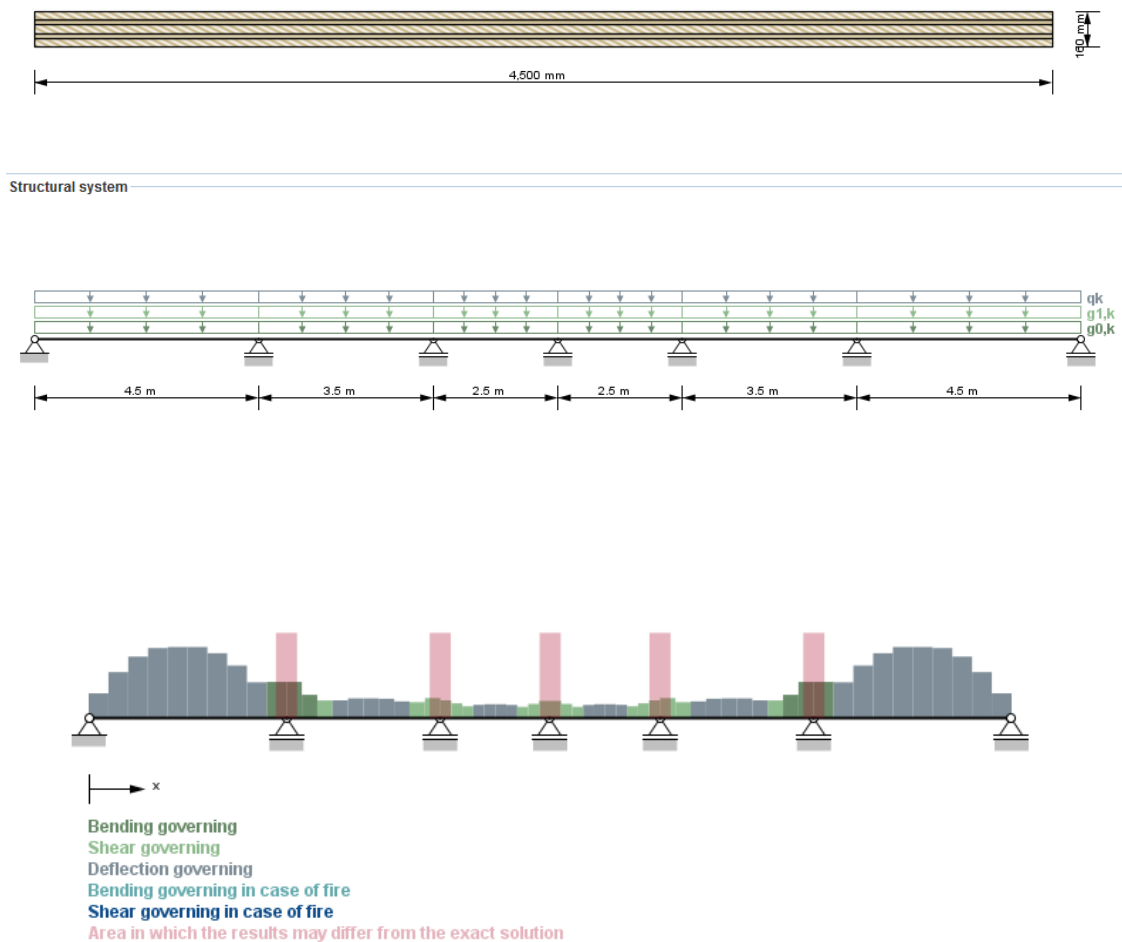 160 mm
4,500 mm
Structural system
qk
g1,k
g0,k
4.5 m 3.5 m 2.5 m 2.5 m 3.5 m 4.5 m
x
Bending governing
Shear governing
Deflection governing
Bending governing in case of fire
Shear governing in case of fire
Area in which the results may differ from the exact solution